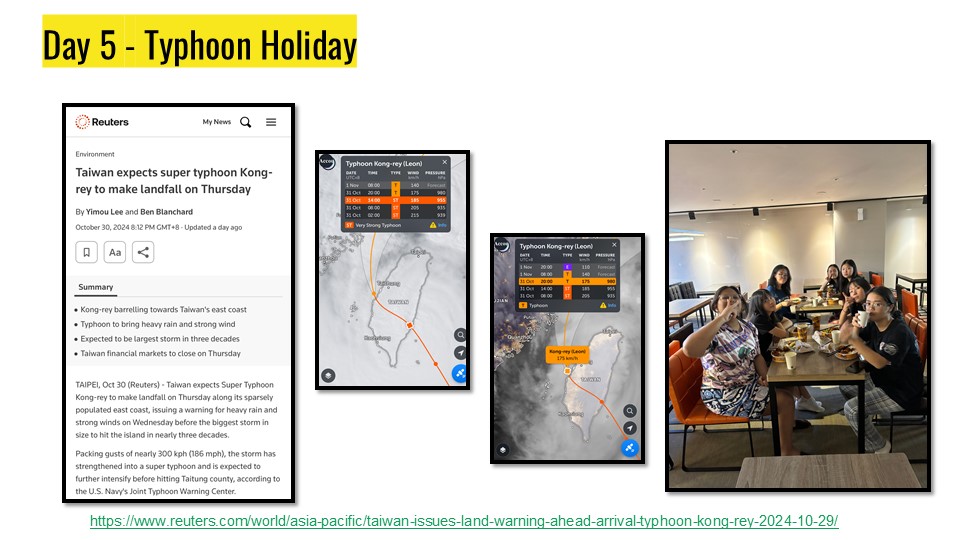 Day 5 - Typhoon Holiday
Reuters
My News
Environment
Taiwan expects super typhoon Kong-
rey to make landfall on Thursday
By Yimou Lee and Ben Blanchard
October 30, 2024 8:12 PM GMT+8 · Updated a day ago
Aa
Summary
• Kong-rey barrelling towards Taiwan's east coast
• Typhoon to bring heavy rain and strong wind
• Expected to be largest storm in three decades
• Taiwan financial markets to close on Thursday
TAIPEI, Oct 30 (Reuters) - Taiwan expects Super Typhoon
Kong-rey to make landfall on Thursday along its sparsely
populated east coast, issuing a warning for heavy rain and
strong winds on Wednesday before the biggest storm in
size to hit the island in nearly three decades.
Packing gusts of nearly 300 kph (186 mph), the storm has
strengthened into a super typhoon and is expected to
further intensify before hitting Taitung county, according to
the U.S. Navy's Joint Typhoon Warning Center.
Typhoon Kong-rey (Leon)
DATE TIME TYPE WIND PRESSURE
UTC+8 km/h hPa
1 Nov 08:00 T 140 Forecast
31 Oct 20:00 T 175 980
31 Oct 14:00 ST 185 955
31 Oct 08:00 ST 205 935
31 Oct 02:00 ST 215 939
ST Very Strong Typhoon Info
Taipei
Taichung
TAIWAN
Kaohsiung
Typhoon Kong-rey (Leon)
DATE TIME TYPE WIND PRESSURE
UTC+8 km/h hPa
1 Nov 20:00 S 110 Forecast
1 Nov 08:00 T 140 Forecast
31 Oct 20:00 T 175 980
31 Oct 14:00 ST 185 955
31 Oct 08:00 ST 205 935
T Typhoon Info
Taipei
Kong-rey (Leon)
175 km/h
TAIWAN
Kaohsiung
https://www.reuters.com/world/asia-pacific/taiwan-issues-land-warning-ahead-arrival-typhoon-kong-rey-2024-10-29/